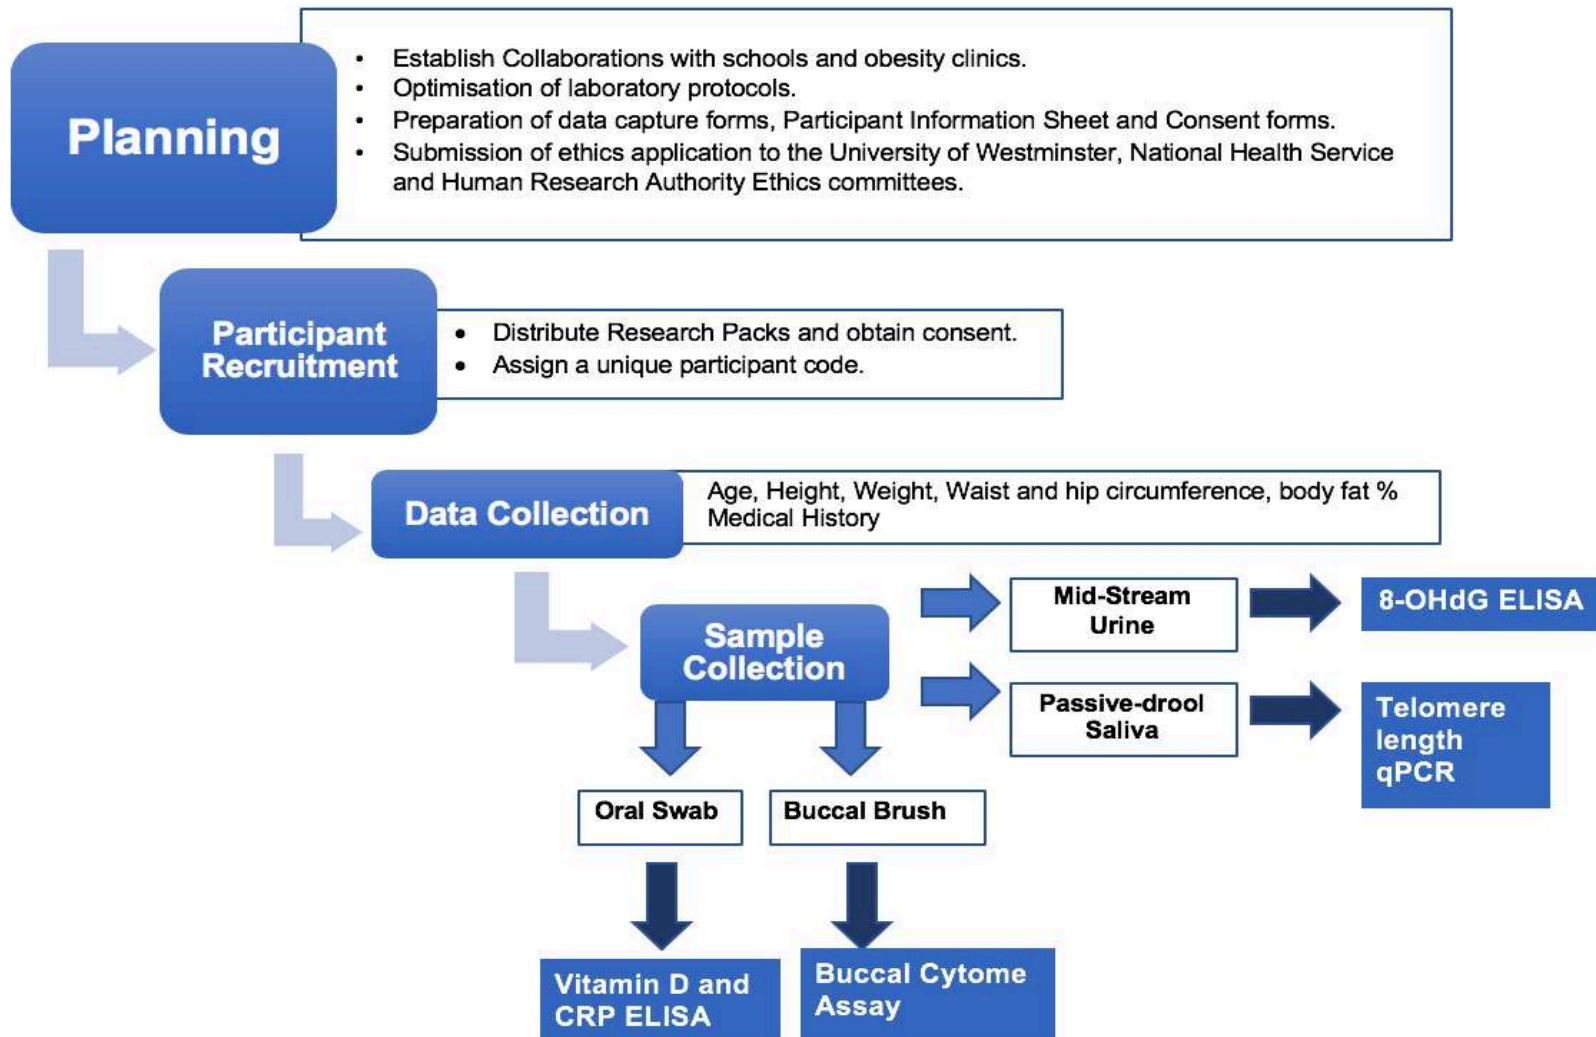 Planning
• Establish Collaborations with schools and obesity clinics.
• Optimisation of laboratory protocols.
• Preparation of data capture forms, Participant Information Sheet and Consent forms.
• Submission of ethics application to the University of Westminster, National Health Service
and Human Research Authority Ethics committees.
Participant
Recruitment
• Distribute Research Packs and obtain consent.
• Assign a unique participant code.
Data Collection
Age, Height, Weight, Waist and hip circumference, body fat %
Medical History
Sample
Collection
Mid-Stream
Urine
8-OHdG ELISA
Passive-drool
Saliva
Telomere
length
qPCR
Oral Swab
Buccal Brush
Vitamin D and
CRP ELISA
Buccal Cytome
Assay